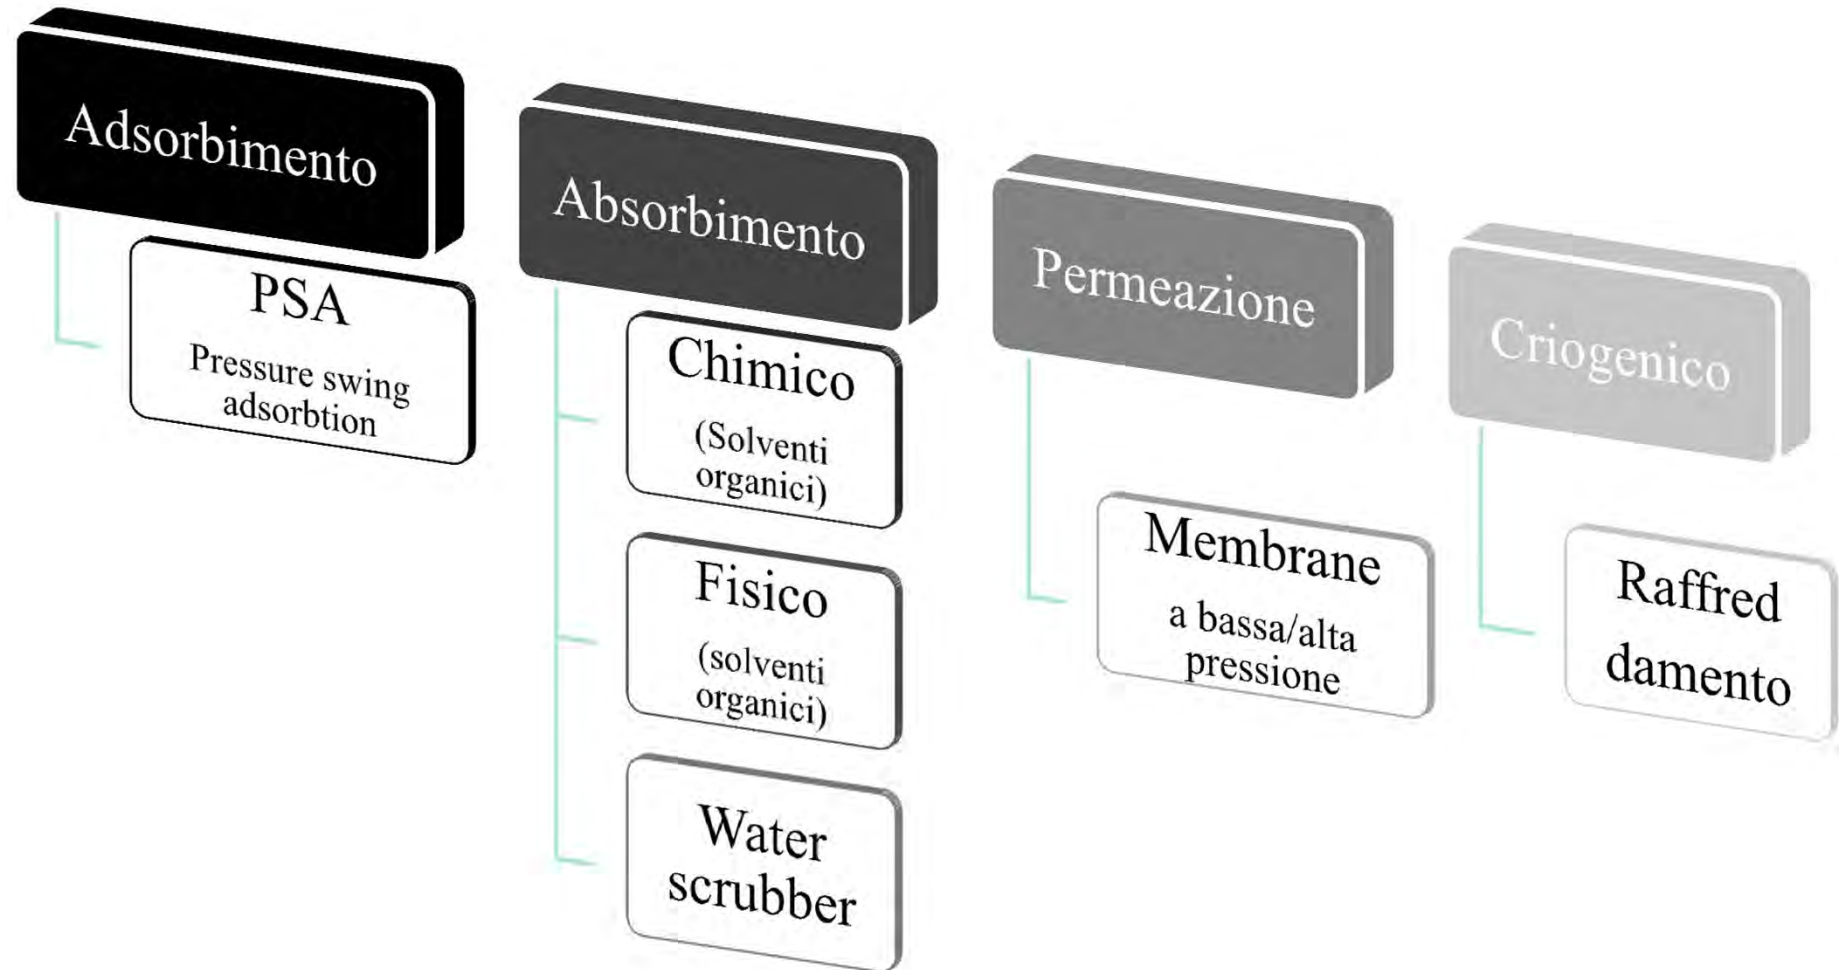 Adsorbimento
PSA
Pressure swing
adsorbtion
Absorbimento
Chimico
(Solventi
organici)
Fisico
(solventi
organici)
Water
scrubber
Permeazione
Membrane
a bassa/alta
pressione
Criogenico
Raffred
damento